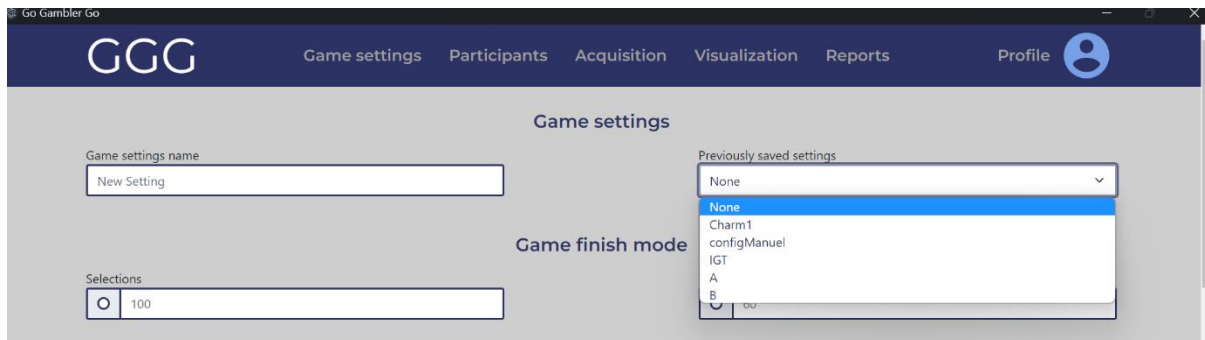 Go Gambler Go
GGG Game settings Participants Acquisition Visualization Reports Profile
Game settings
Game settings name
New Setting
Previously saved settings
None
None
Charm1
configManuel
IGT
A
B
Game finish mode
Selections
100
60